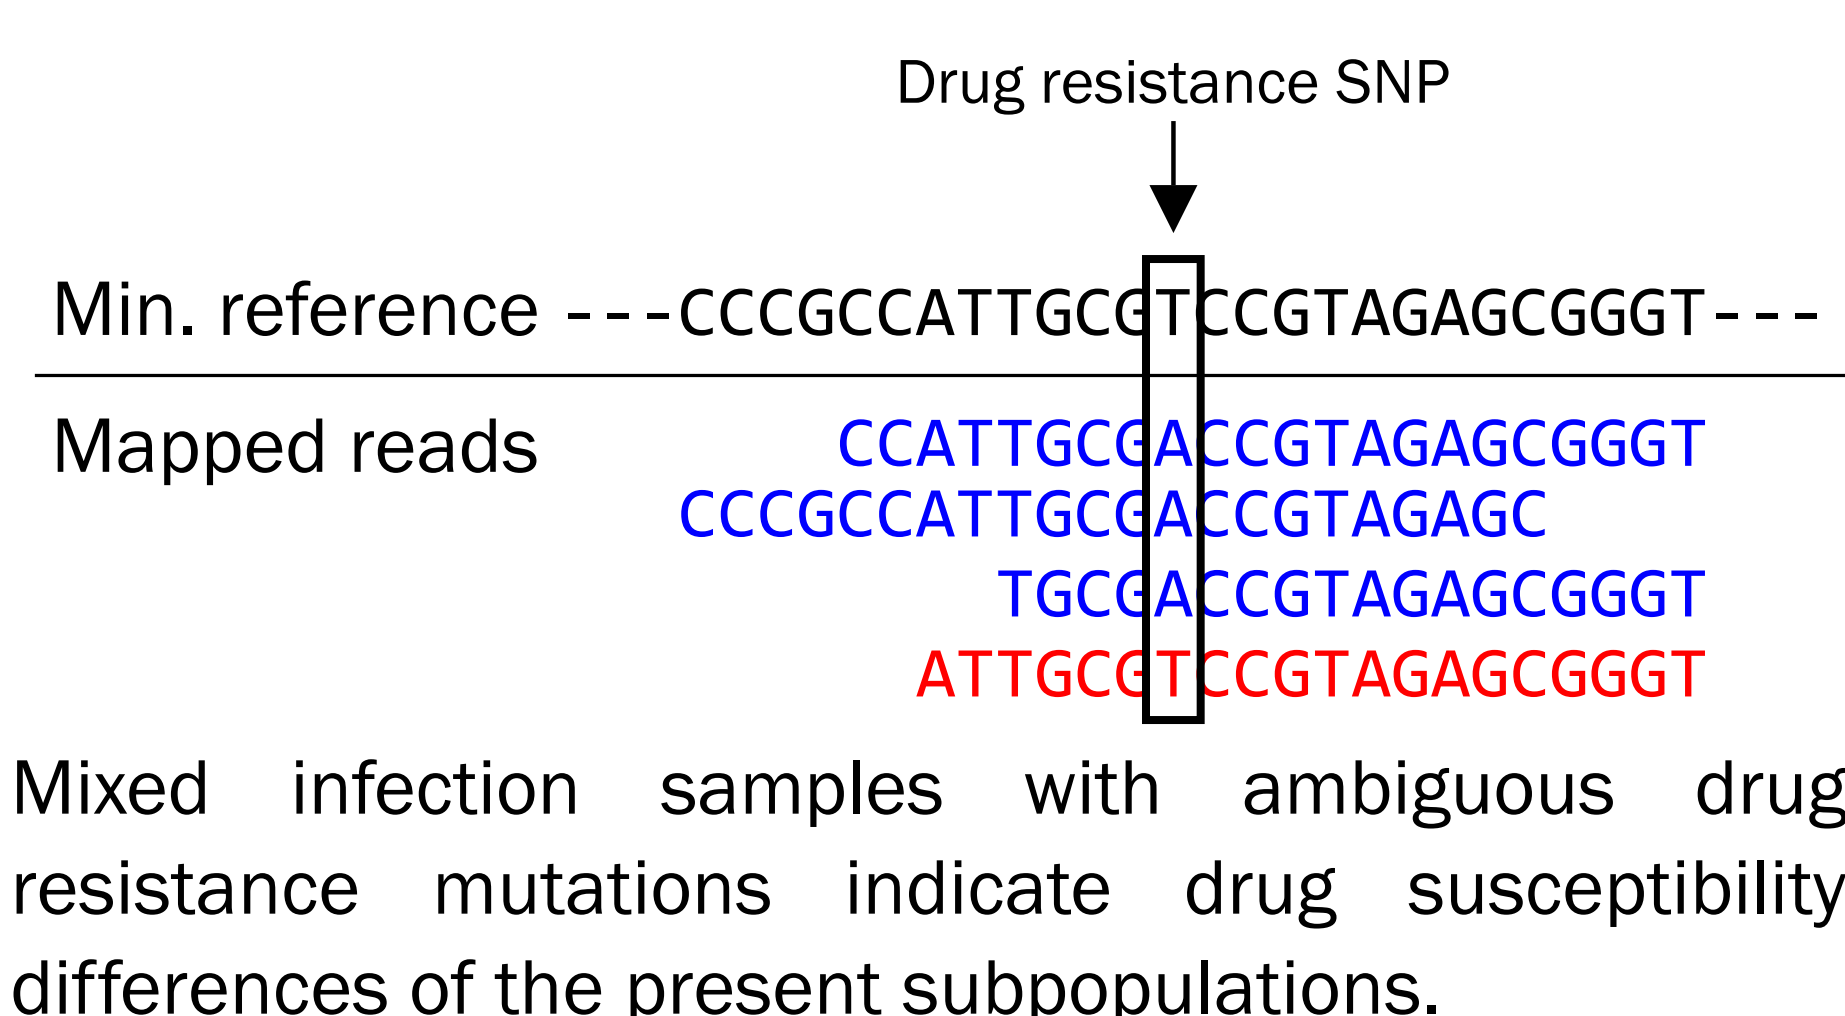 Drug resistance SNP
Min. reference ---CCCGCCATTGCGTCCGTAGAGCGGGT---
Mapped reads CCATTGCGACCGTAGAGCGGGT
CCCGCCATTGCGACCGTAGAGC
TGCGACCGTAGAGCGGGT
ATTGCGTCCGTAGAGCGGGT
Mixed infection samples with ambiguous drug
resistance mutations indicate drug susceptibility
differences of the present subpopulations.